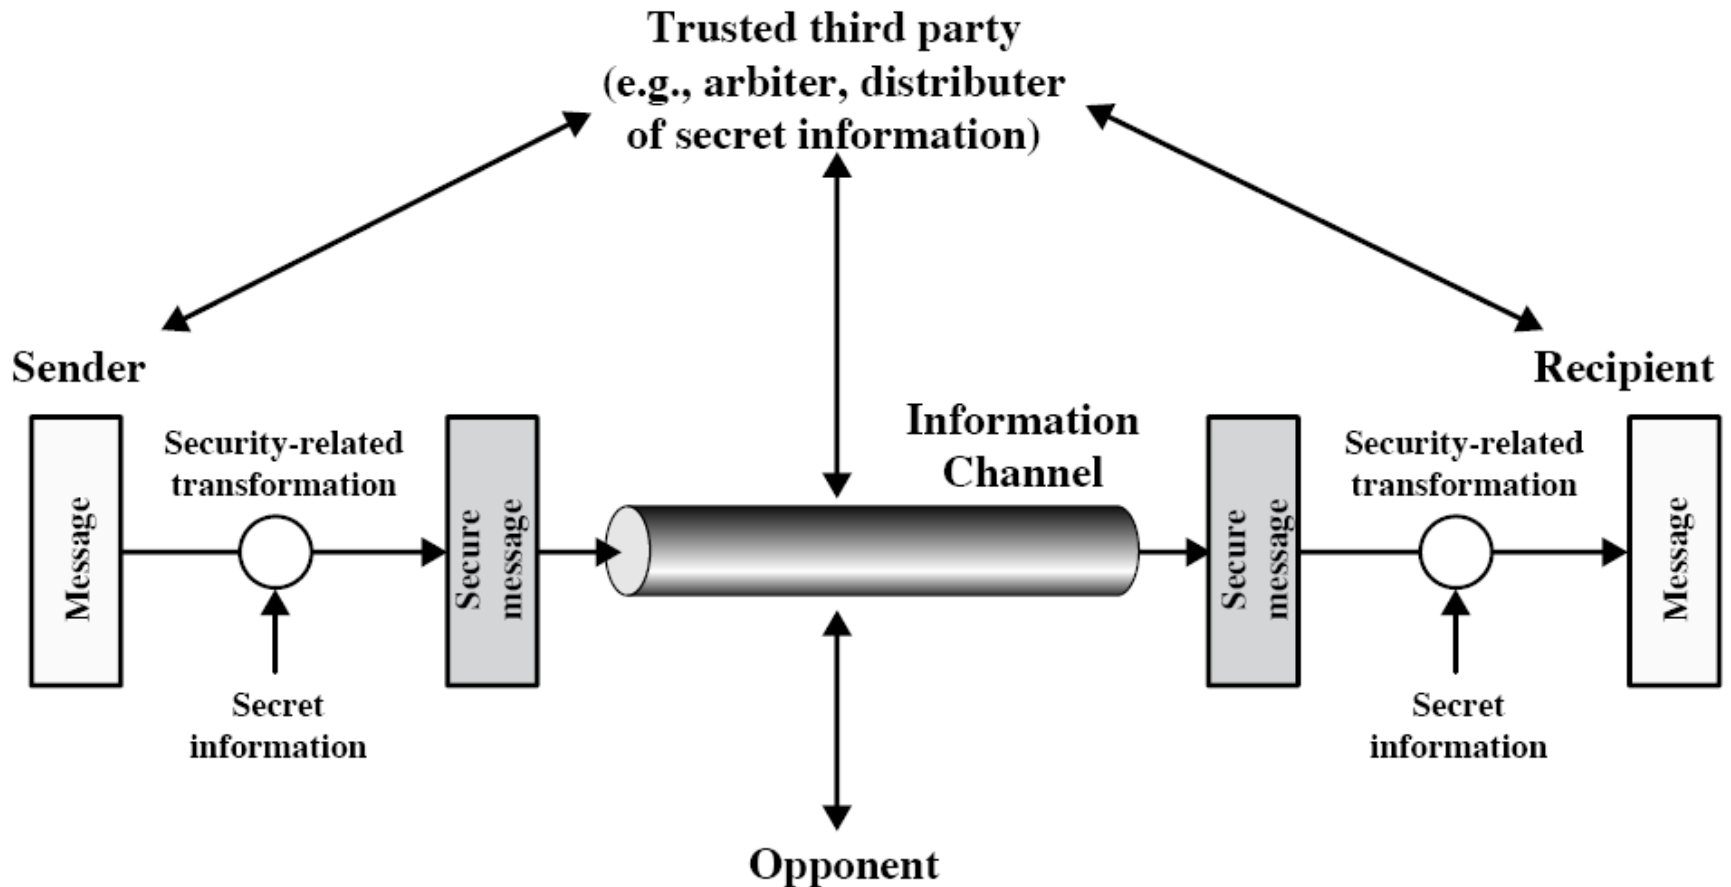 Trusted third party
(e.g., arbiter, distributer
of secret information)
Sender
Recipient
Information
Channel
Security-related
transformation
Security-related
transformation
Message
Secure
message
Secure
message
Message
Secret
information
Secret
information
Opponent